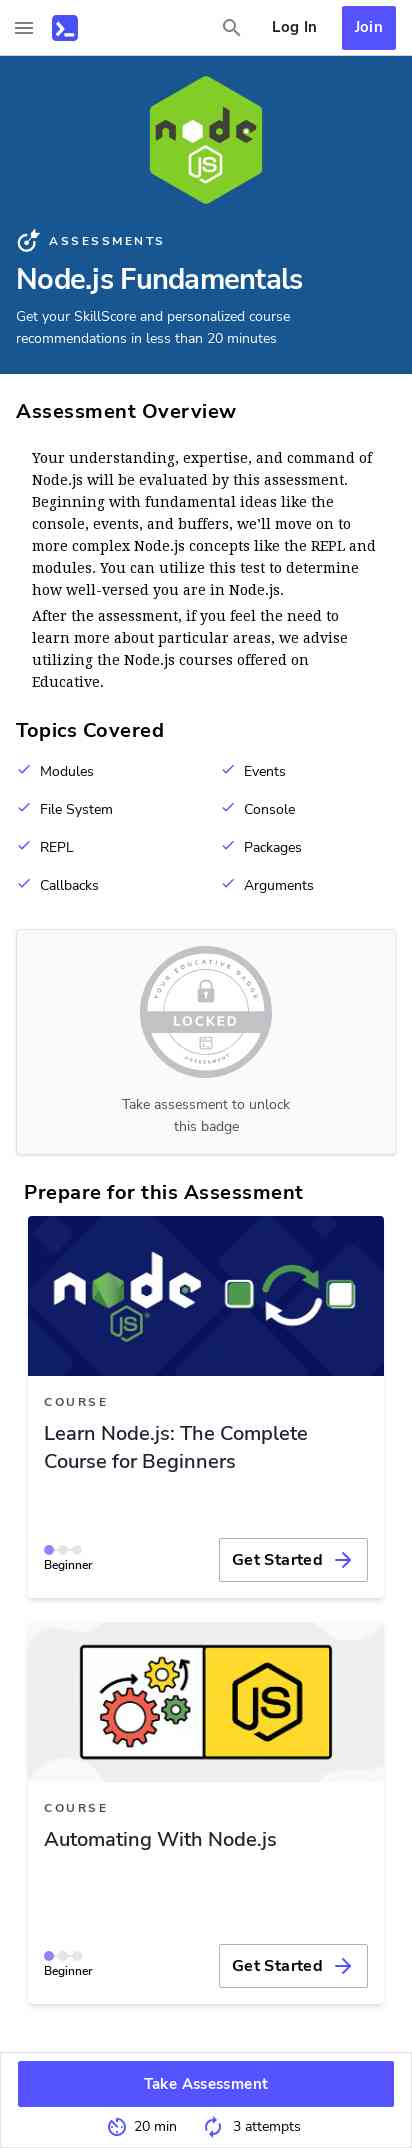 Log In
Join
node
JS
ASSESSMENTS
Node.js Fundamentals
Get your SkillScore and personalized course
recommendations in less than 20 minutes
Assessment Overview
Your understanding, expertise, and command of
Node.js will be evaluated by this assessment.
Beginning with fundamental ideas like the
console, events, and buffers, we'll move on to
more complex Node.js concepts like the REPL and
modules. You can utilize this test to determine
how well-versed you are in Node.js.
After the assessment, if you feel the need to
learn more about particular areas, we advise
utilizing the Node.js courses offered on
Educative.
Topics Covered
Modules
Events
File System
Console
REPL
Packages
Callbacks
Arguments
YOUR EDUCATIVE BADGE
LOCKED
ASSESSMENT
Take assessment to unlock
this badge
Prepare for this Assessment
node
JS
COURSE
Learn Node.js: The Complete
Course for Beginners
Beginner
Get Started
JS
COURSE
Automating With Node.js
Beginner
Get Started
Take Assessment
20 min
3 attempts